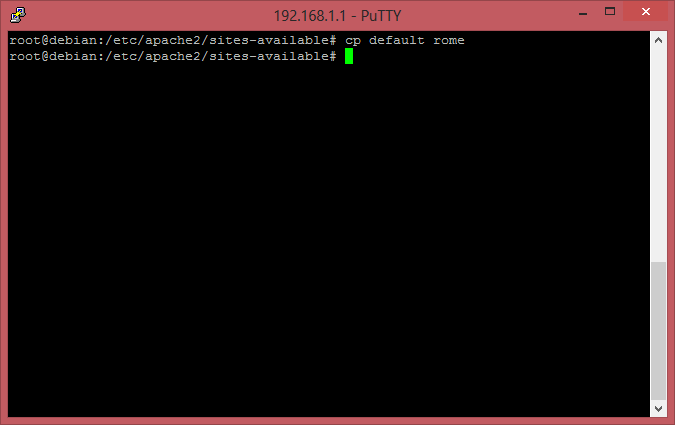 192.168.1.1 - PuTTY
root@debian:/etc/apache2/sites-available# cp default rome
root@debian:/etc/apache2/sites-available#